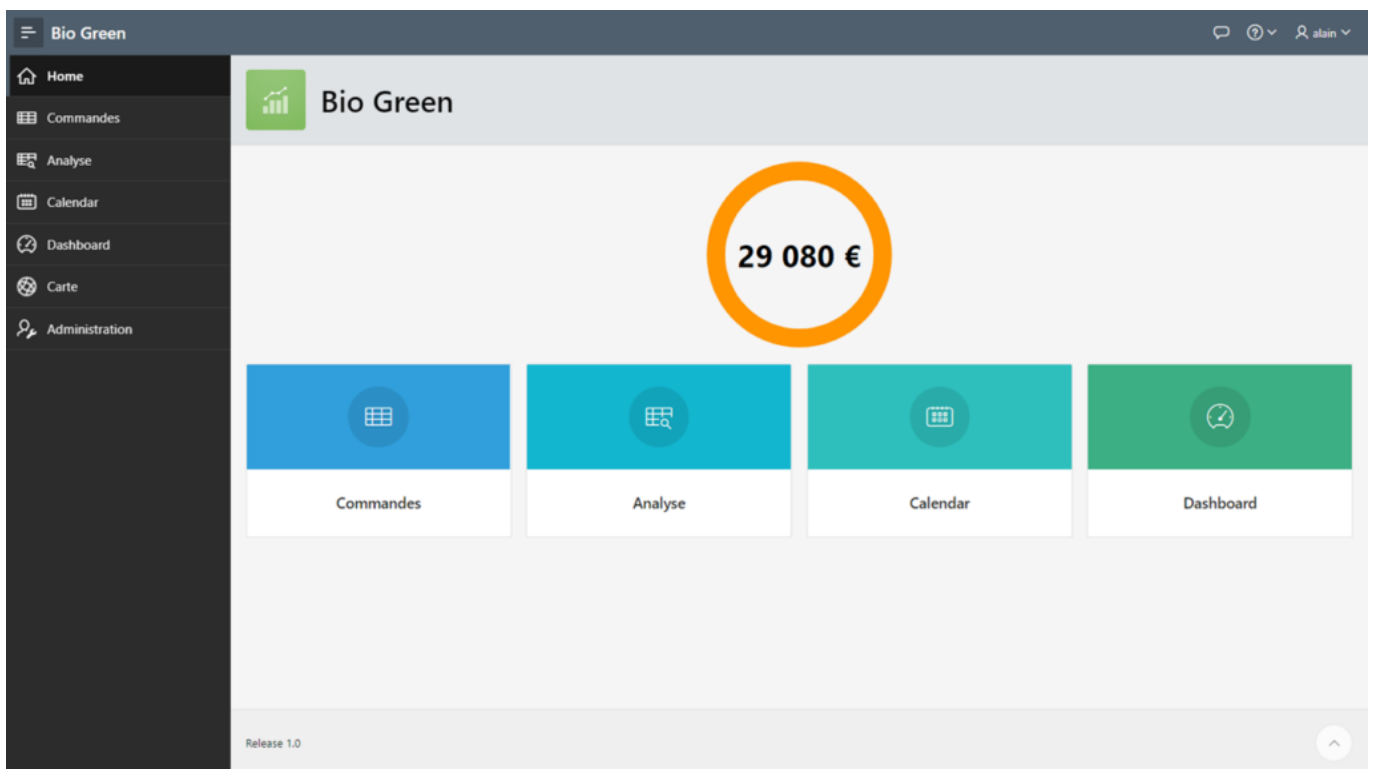 Bio Green
alain
Home
Commandes
Analyse
Calendar
Dashboard
Carte
Administration
Bio Green
29 080 €
Commandes
Analyse
Calendar
Dashboard
Release 1.0